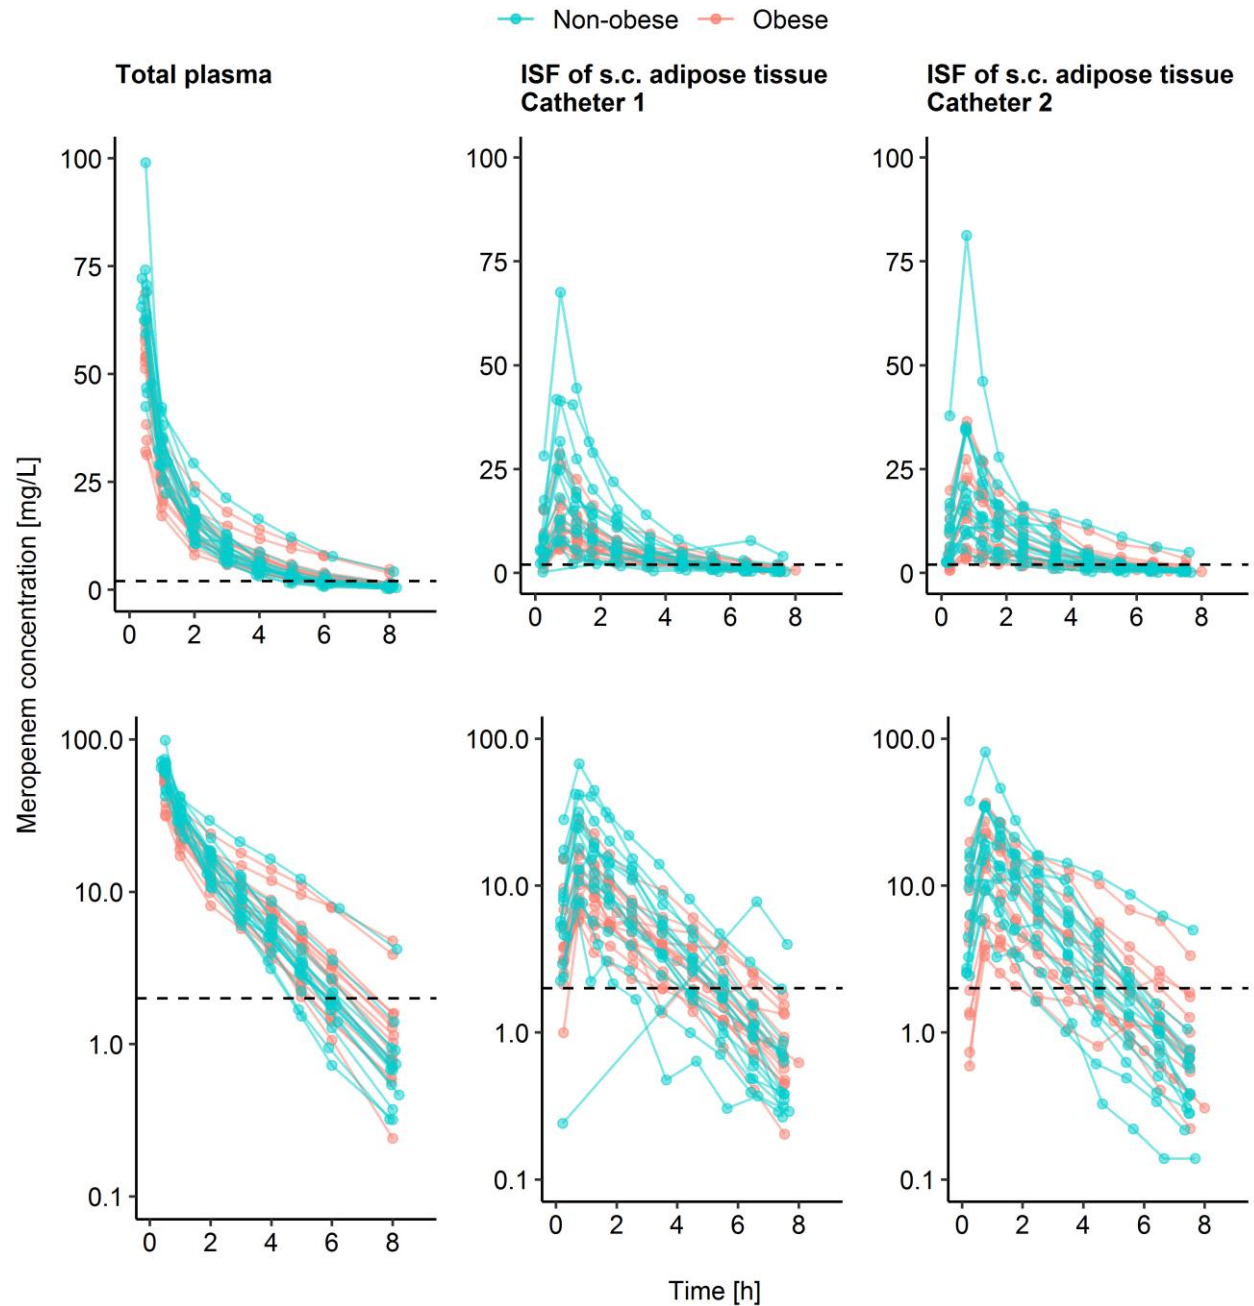 Non-obese Obese
Total plasma
ISF of s.c. adipose tissue
Catheter 1
ISF of s.c. adipose tissue
Catheter 2
Meropenem concentration [mg/L]
100
75
50
25
0
0 2 4 6 8
100
75
50
25
0
0 2 4 6 8
100
75
50
25
0
0 2 4 6 8
100.0
10.0
1.0
0.1
0 2 4 6 8
100.0
10.0
1.0
0.1
0 2 4 6 8
100.0
10.0
1.0
0.1
0 2 4 6 8
Time [h]